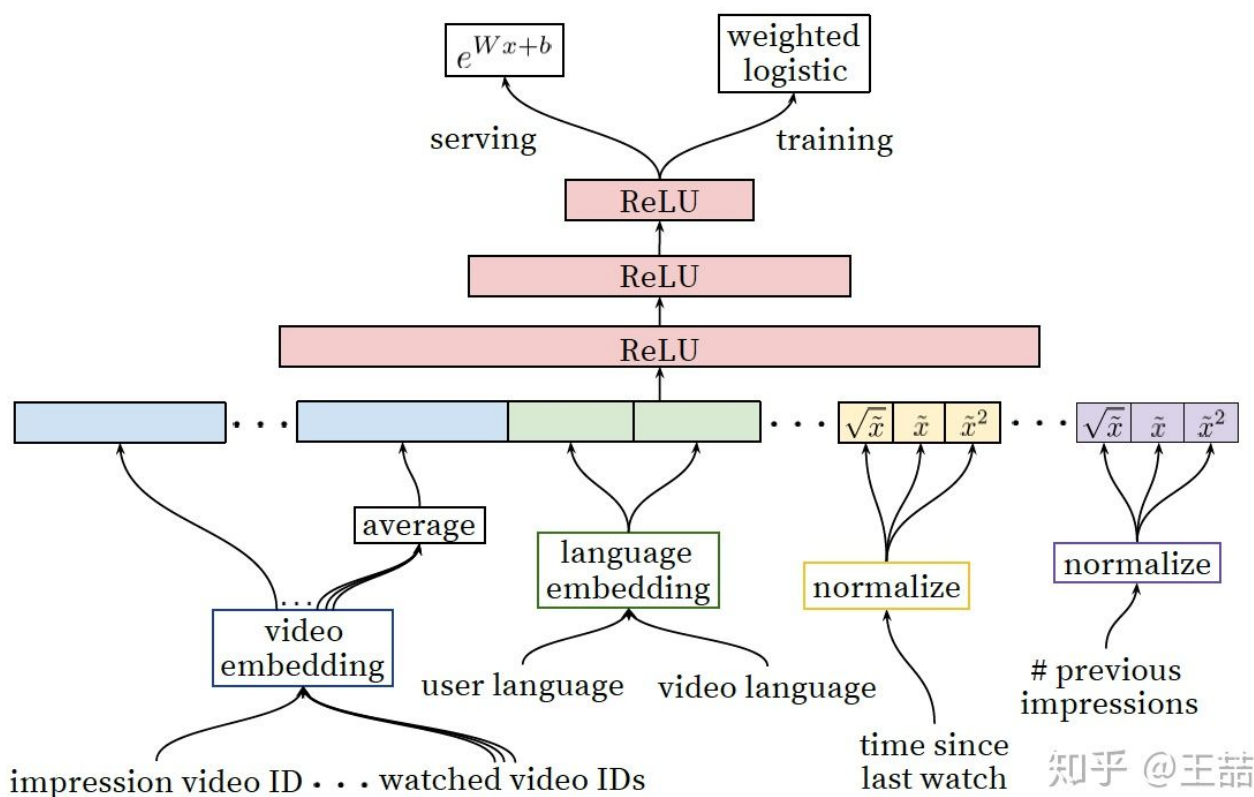 e^{Wx+b}
weighted
logistic
serving
training
ReLU
ReLU
ReLU
. . .
. . .
√x̃ x̃ x̃²
. . .
√x̃ x̃ x̃²
average
...
video
embedding
language
embedding
normalize
normalize
user language
video language
# previous
impressions
impression video ID . . . watched video IDs
time since
last watch
知乎 @王喆